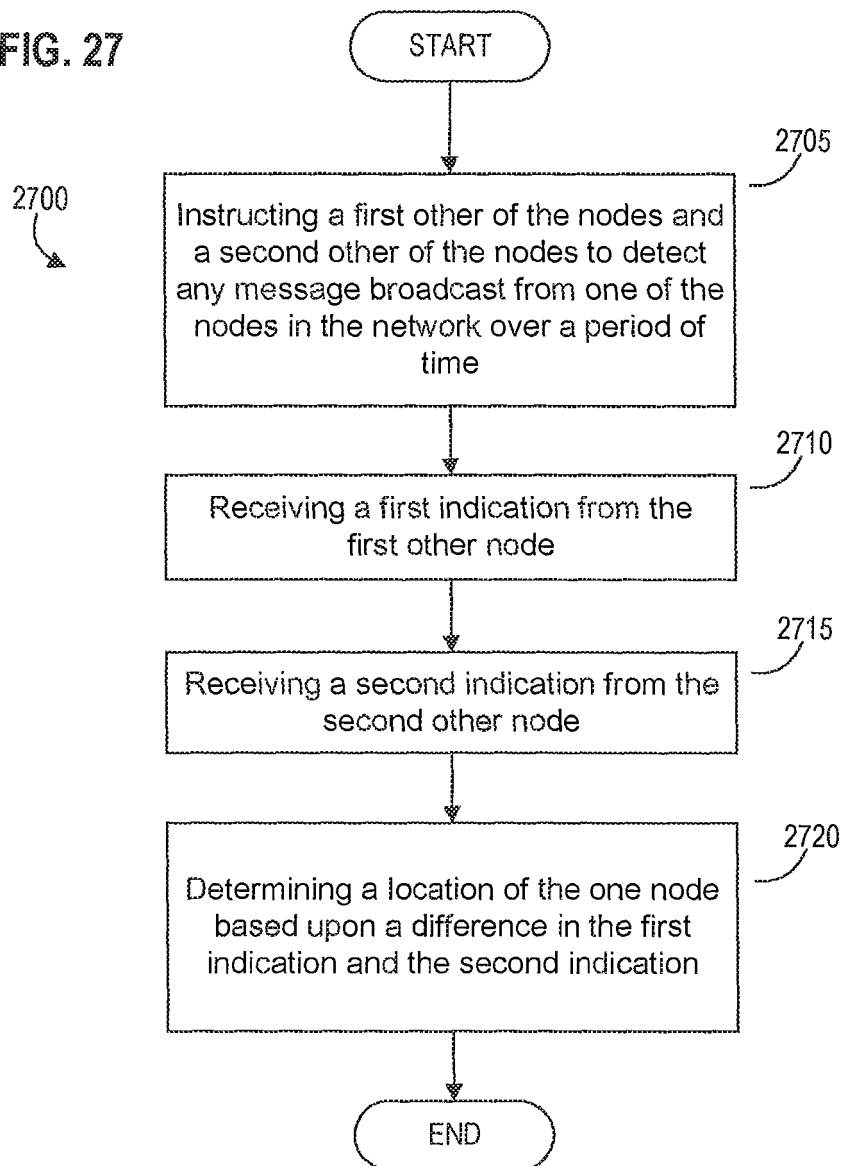 FIG. 27
START
2700
2705
Instructing a first other of the nodes and
a second other of the nodes to detect
any message broadcast from one of the
nodes in the network over a period of
time
2710
Receiving a first indication from the
first other node
2715
Receiving a second indication from the
second other node
2720
Determining a location of the one node
based upon a difference in the first
indication and the second indication
END